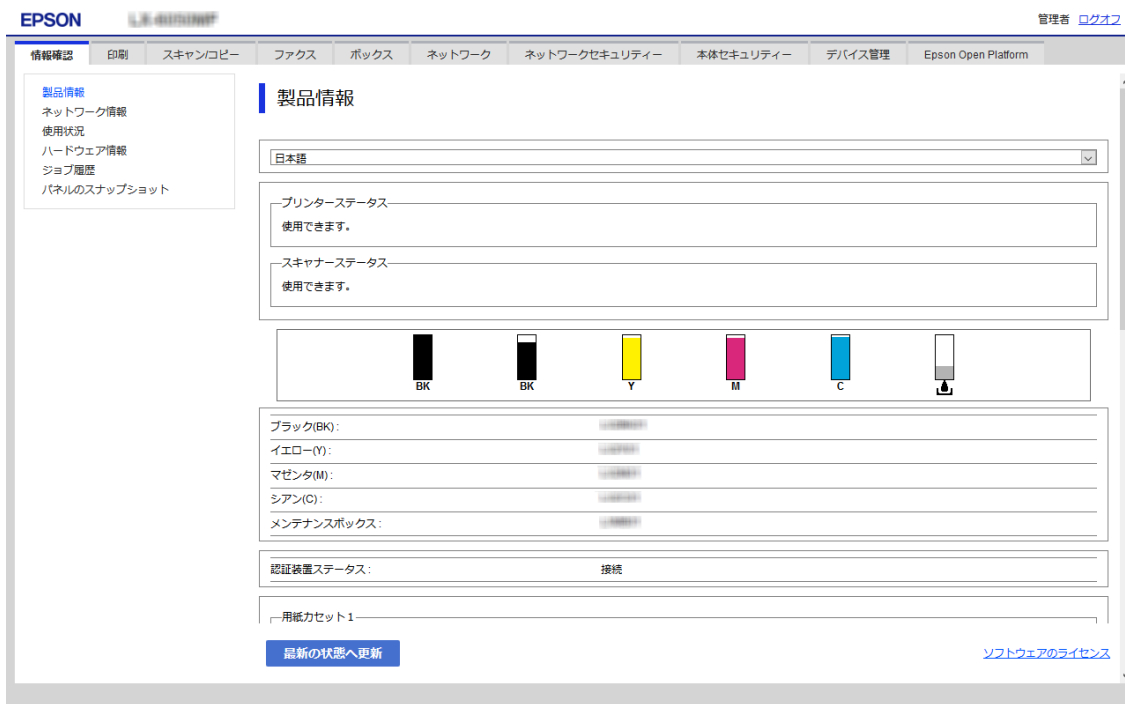 EPSON
管理者 ログオフ
情報確認 印刷 スキャン/コピー ファクス ボックス ネットワーク ネットワークセキュリティー 本体セキュリティー デバイス管理 Epson Open Platform
製品情報
ネットワーク情報
使用状況
ハードウェア情報
ジョブ履歴
パネルのスナップショット
製品情報
日本語
プリンターステータス
使用できます。
スキャナーステータス
使用できます。
BK BK Y M C
ブラック(BK) :
イエロー(Y) :
マゼンタ(M) :
シアン(C) :
メンテナンスボックス :
認証装置ステータス : 接続
用紙カセット1
最新の状態へ更新
ソフトウェアのライセンス